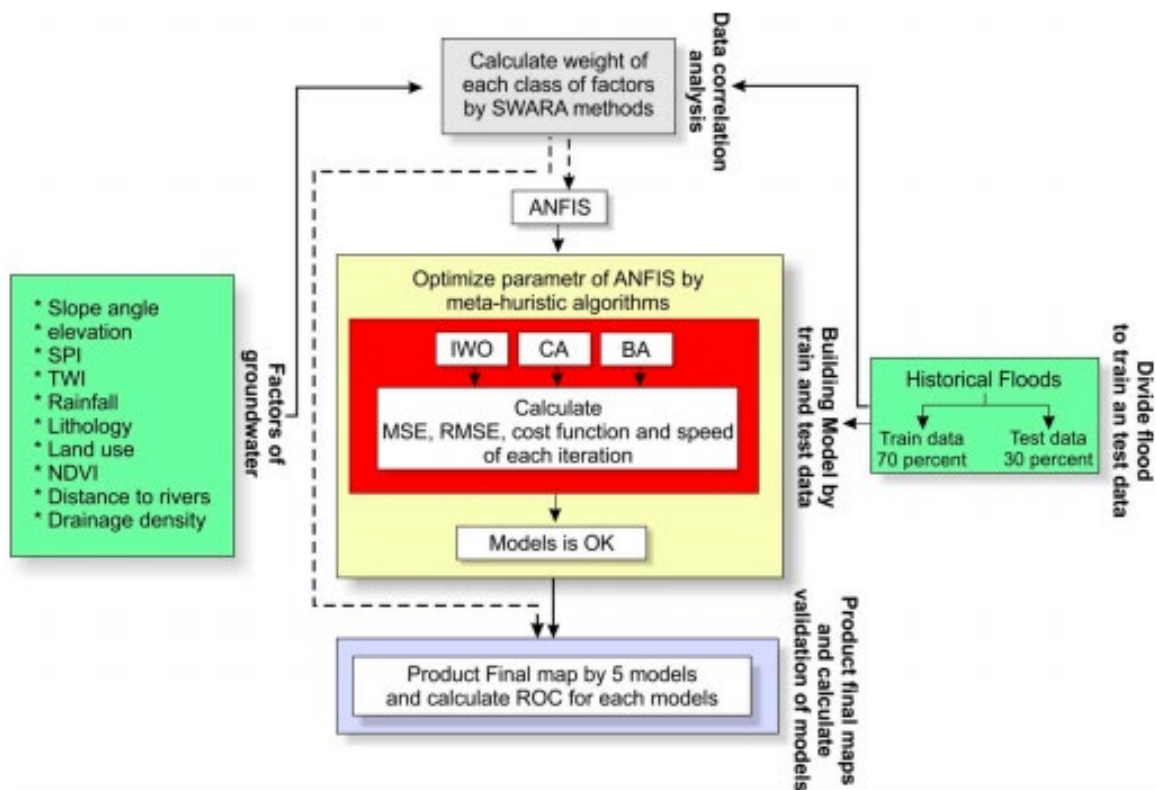 Calculate weight of
each class of factors
by SWARA methods
Data correlation
analysis
ANFIS
Optimize parametr of ANFIS by
meta-huristic algorithms
IWO
CA
BA
Calculate
MSE, RMSE, cost function and speed
of each iteration
Models is OK
* Slope angle
* elevation
* SPI
* TWI
* Rainfall
* Lithology
* Land use
* NDVI
* Distance to rivers
* Drainage density
Factors of
groundwater
Building Model by
train and test data
Historical Floods
Train data
70 percent
Test data
30 percent
Divide flood
to train an test data
Product Final map by 5 models
and calculate ROC for each models
Product final maps
and calculate
validation of models